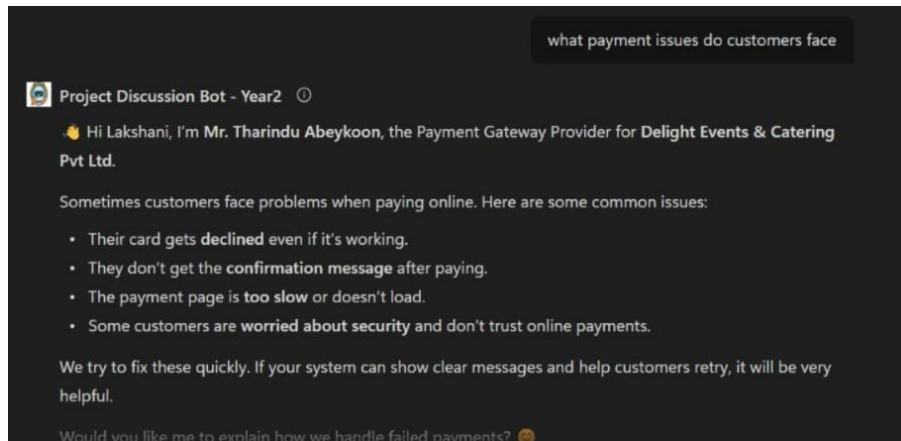 what payment issues do customers face
Project Discussion Bot - Year2
👋 Hi Lakshani, I'm Mr. Tharindu Abeykoon, the Payment Gateway Provider for Delight Events & Catering
Pvt Ltd.
Sometimes customers face problems when paying online. Here are some common issues:
• Their card gets declined even if it's working.
• They don't get the confirmation message after paying.
• The payment page is too slow or doesn't load.
• Some customers are worried about security and don't trust online payments.
We try to fix these quickly. If your system can show clear messages and help customers retry, it will be very
helpful.
Would you like me to explain how we handle failed payments? 😊